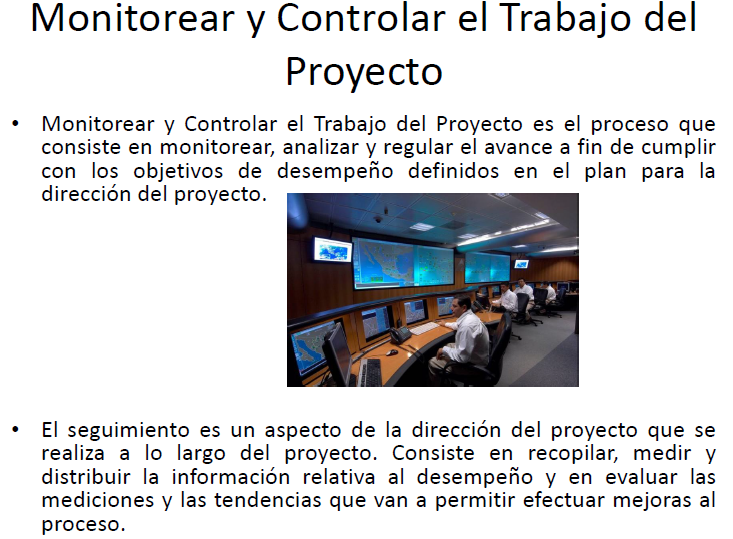 Monitorear y Controlar el Trabajo del
Proyecto
• Monitorear y Controlar el Trabajo del Proyecto es el proceso que
consiste en monitorear, analizar y regular el avance a fin de cumplir
con los objetivos de desempeño definidos en el plan para la
dirección del proyecto.
• El seguimiento es un aspecto de la dirección del proyecto que se
realiza a lo largo del proyecto. Consiste en recopilar, medir y
distribuir la información relativa al desempeño y en evaluar las
mediciones y las tendencias que van a permitir efectuar mejoras al
proceso.